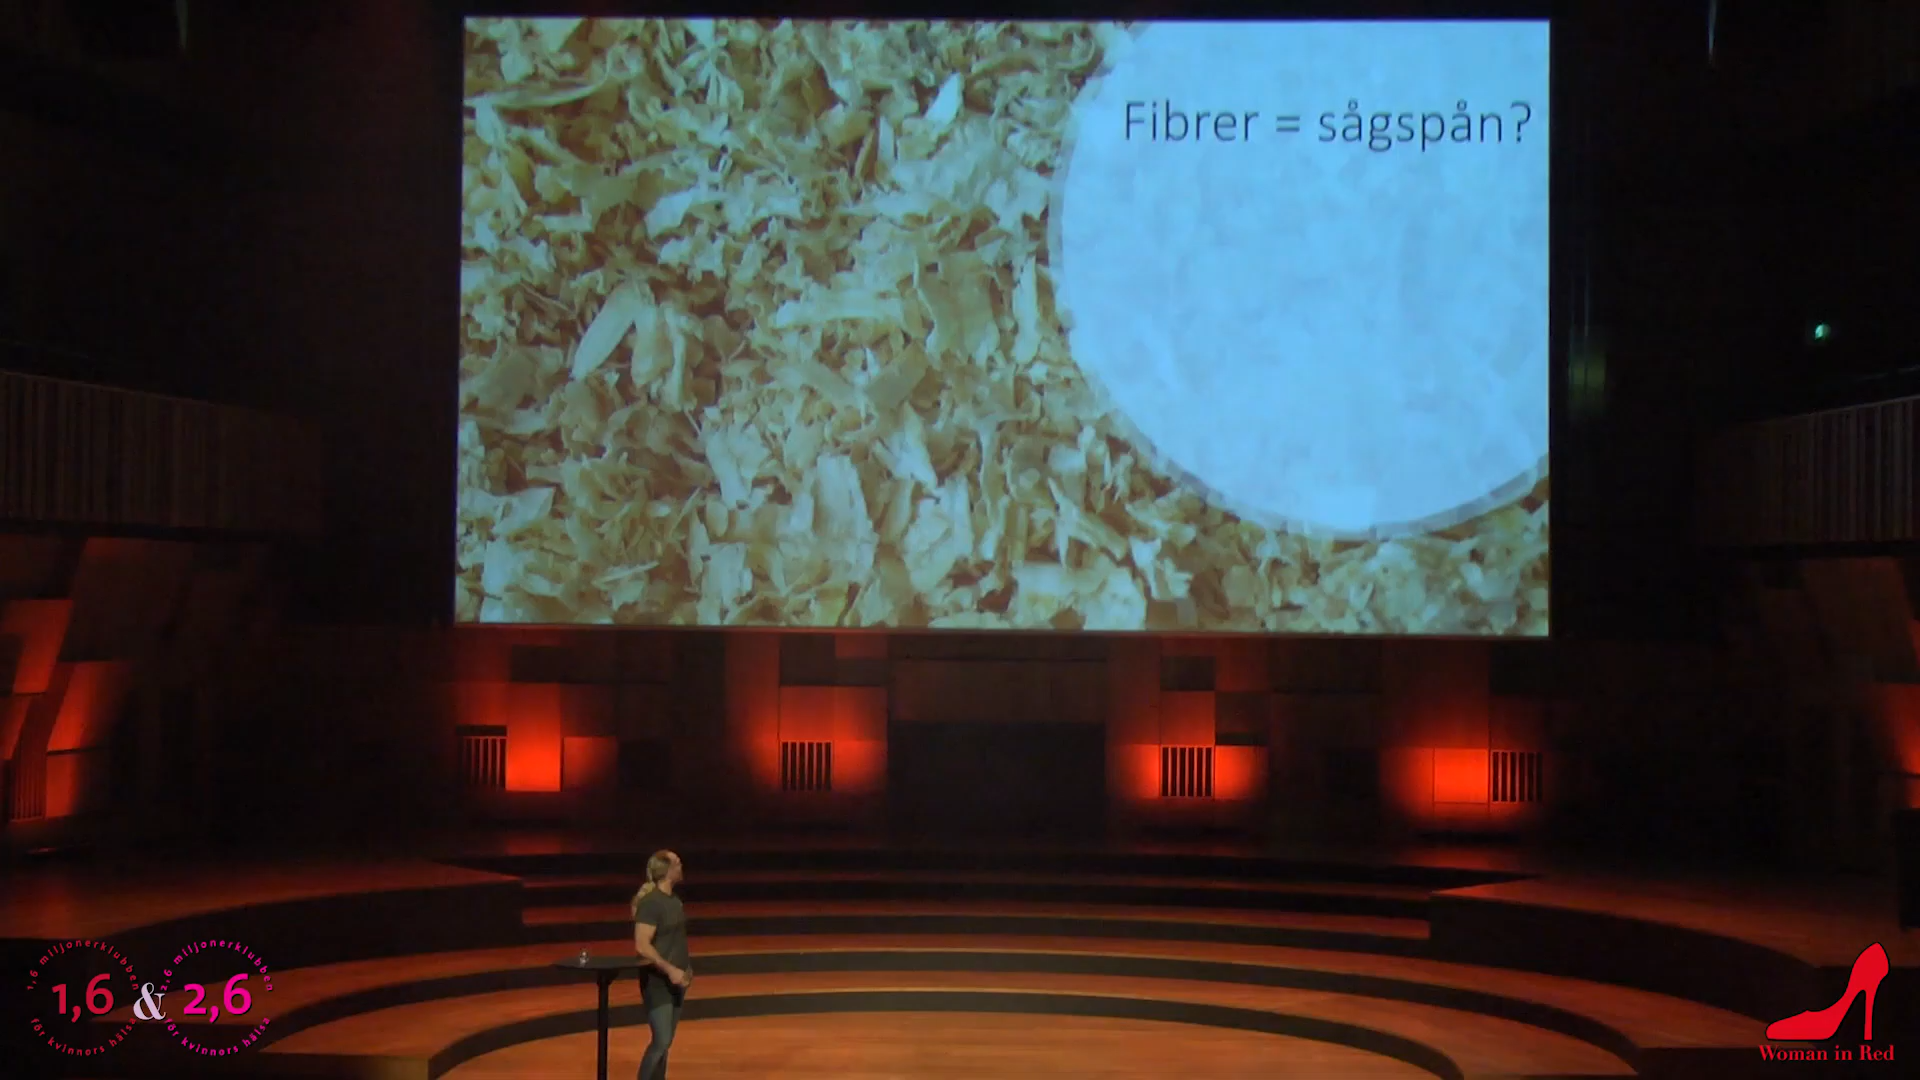 Fibrer = sågspån?
1,6 miljonerklubben
för kvinnors hälsa
1,6 & 2,6
2,6 miljonerklubben
för kvinnors hälsa
Woman in Red